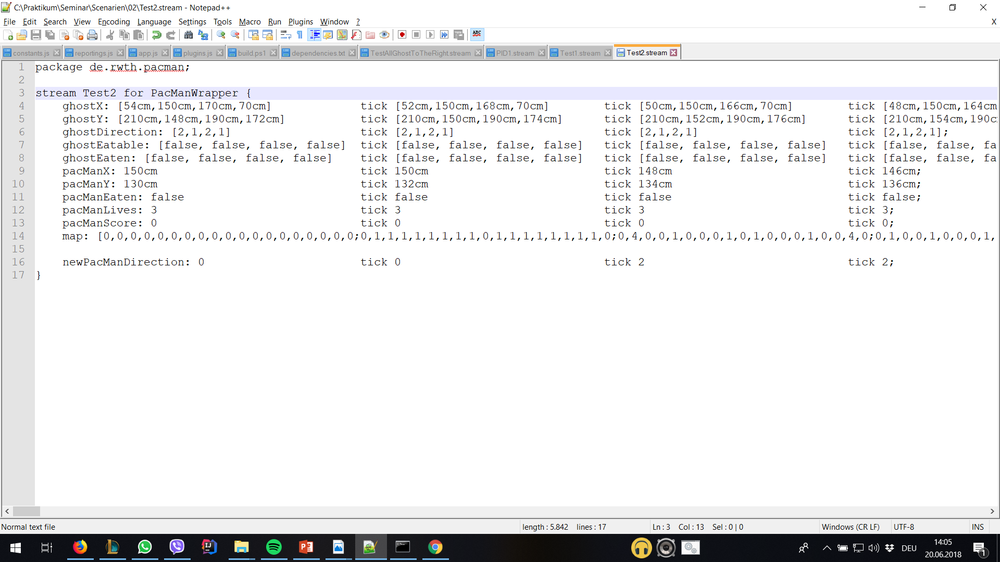 C:\Praktikum\Seminar\Scenarien\02\Test2.stream - Notepad++
File Edit Search View Encoding Language Settings Tools Macro Run Plugins Window ? X
ABC
constants.js reportings.js app.js plugins.js build.ps1 dependencies.txt TestAllGhostToTheRight.stream PID1.stream Test1.stream Test2.stream
1 package de.rwth.pacman;
2
3 stream Test2 for PacManWrapper {
4 ghostX: [54cm,150cm,170cm,70cm] tick [52cm,150cm,168cm,70cm] tick [50cm,150cm,166cm,70cm] tick [48cm,150cm,164cm
5 ghostY: [210cm,148cm,190cm,172cm] tick [210cm,150cm,190cm,174cm] tick [210cm,152cm,190cm,176cm] tick [210cm,154cm,190c
6 ghostDirection: [2,1,2,1] tick [2,1,2,1] tick [2,1,2,1] tick [2,1,2,1];
7 ghostEatable: [false, false, false, false] tick [false, false, false, false] tick [false, false, false, false] tick [false, false, fa
8 ghostEaten: [false, false, false, false] tick [false, false, false, false] tick [false, false, false, false] tick [false, false, fa
9 pacManX: 150cm tick 150cm tick 148cm tick 146cm;
10 pacManY: 130cm tick 132cm tick 134cm tick 136cm;
11 pacManEaten: false tick false tick false tick false;
12 pacManLives: 3 tick 3 tick 3 tick 3;
13 pacManScore: 0 tick 0 tick 0 tick 0;
14 map: [0,0,0,0,0,0,0,0,0,0,0,0,0,0,0,0,0,0,0;0,1,1,1,1,1,1,1,1,0,1,1,1,1,1,1,1,1,0;0,4,0,0,1,0,0,0,1,0,1,0,0,0,1,0,0,4,0;0,1,0,0,1,0,0,0,1,
15
16 newPacManDirection: 0 tick 0 tick 2 tick 2;
17 }
Normal text file length : 5.842 lines : 17 Ln : 3 Col : 13 Sel : 0 | 0 Windows (CR LF) UTF-8 INS
DEU
14:05
20.06.2018
1